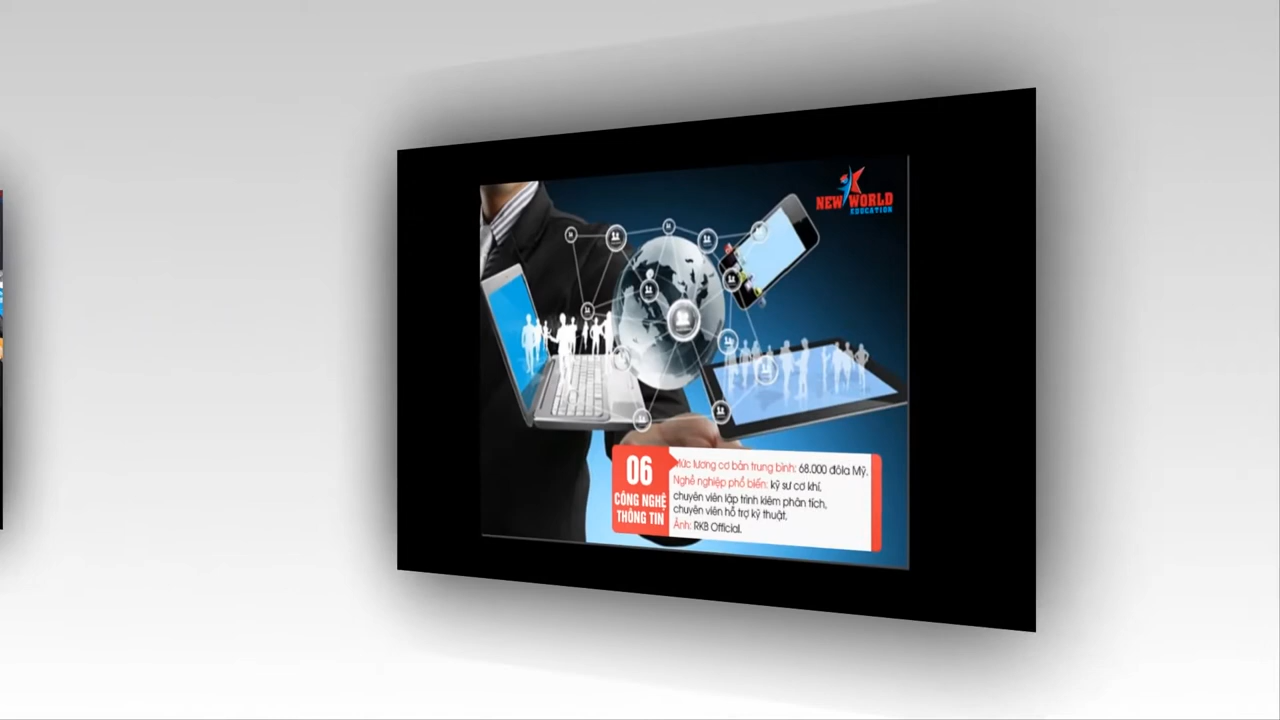 NEW WORLD
EDUCATION
06
CÔNG NGHỆ
THÔNG TIN
Mức lương cơ bản trung bình: 68.000 đôla Mỹ.
Nghề nghiệp phổ biến: kỹ sư cơ khí,
chuyên viên lập trình kiêm phân tích,
chuyên viên hỗ trợ kỹ thuật.
Ảnh: RKB Official.